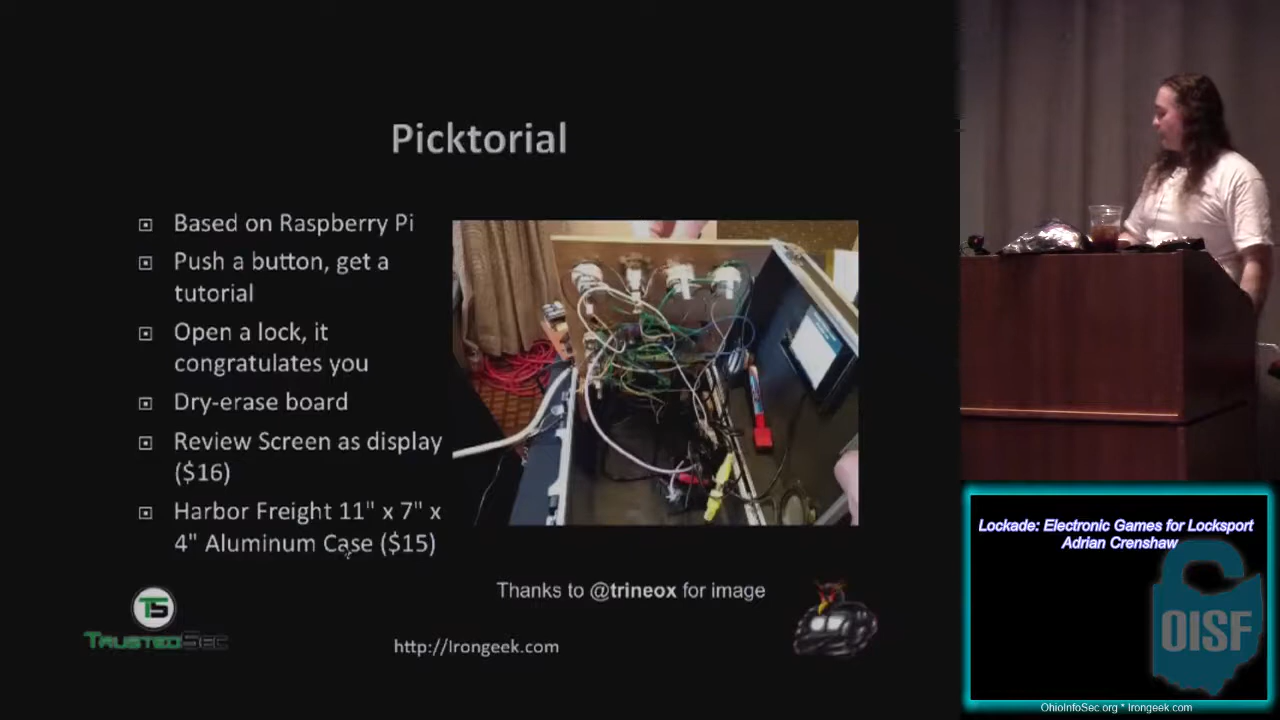 Picktorial
Based on Raspberry Pi
Push a button, get a
tutorial
Open a lock, it
congratulates you
Dry-erase board
Review Screen as display
($16)
Harbor Freight 11" x 7" x
4" Aluminum Case ($15)
Thanks to @trineox for image
TS
TRUSTEDSEC
http://Irongeek.com
Lockade: Electronic Games for Locksport
Adrian Crenshaw
OISF
OhioInfoSec.org * Irongeek.com